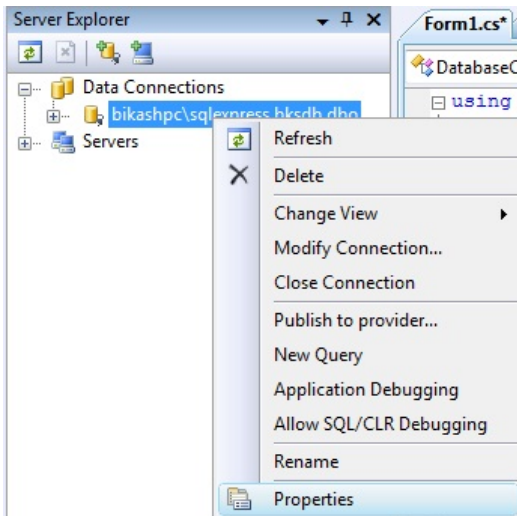 Server Explorer
Form1.cs*
DatabaseC
Data Connections
using
bikashpc\sqlexpress.bksdb.dbo
Servers
Refresh
Delete
Change View
Modify Connection...
Close Connection
Publish to provider...
New Query
Application Debugging
Allow SQL/CLR Debugging
Rename
Properties